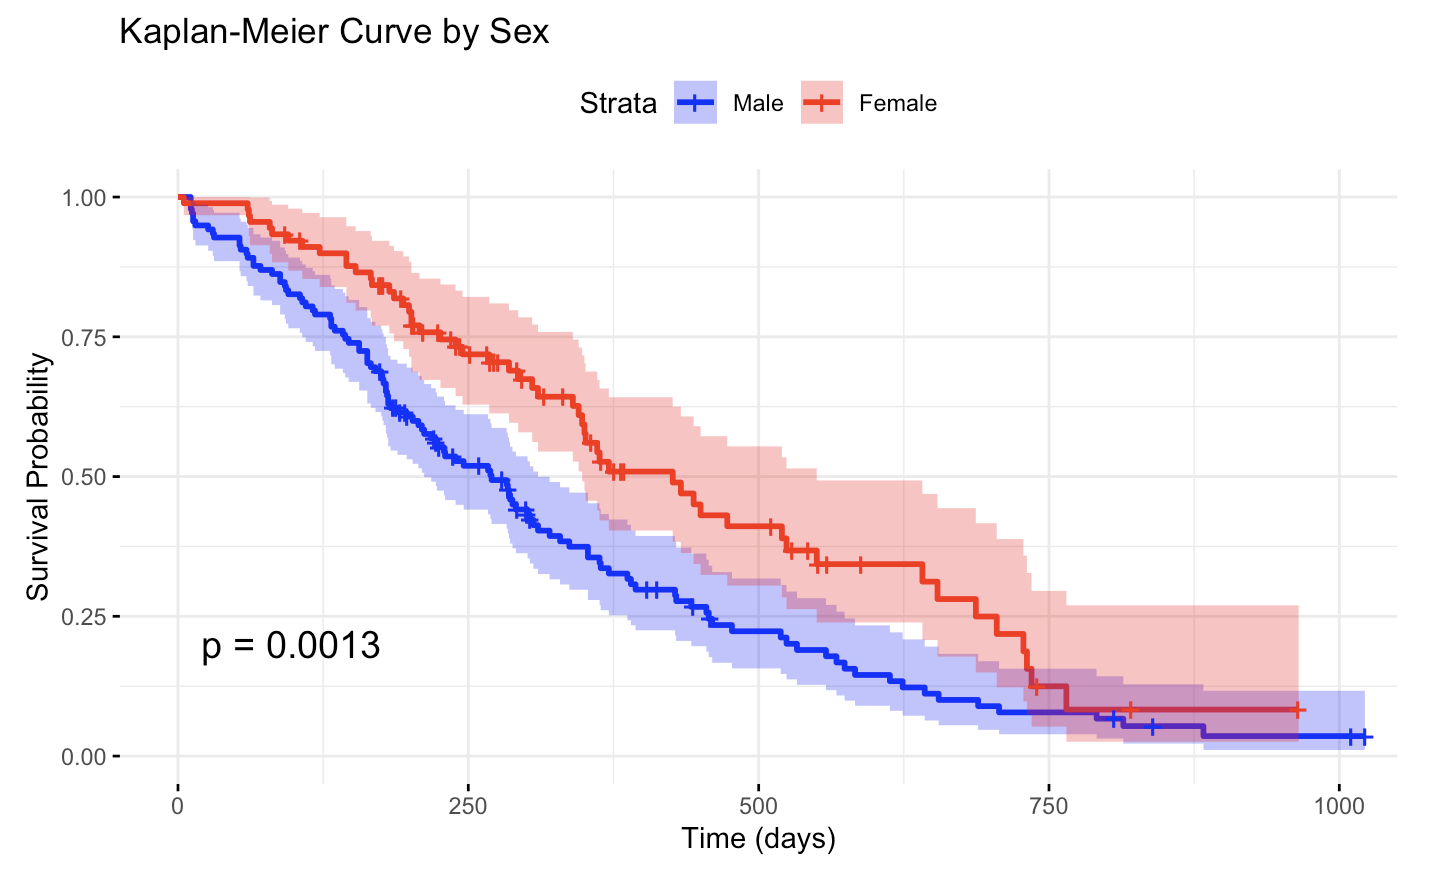 Kaplan-Meier Curve by Sex
Strata Male Female
Survival Probability
1.00
0.75
0.50
0.25
0.00
p = 0.0013
0 250 500 750 1000
Time (days)